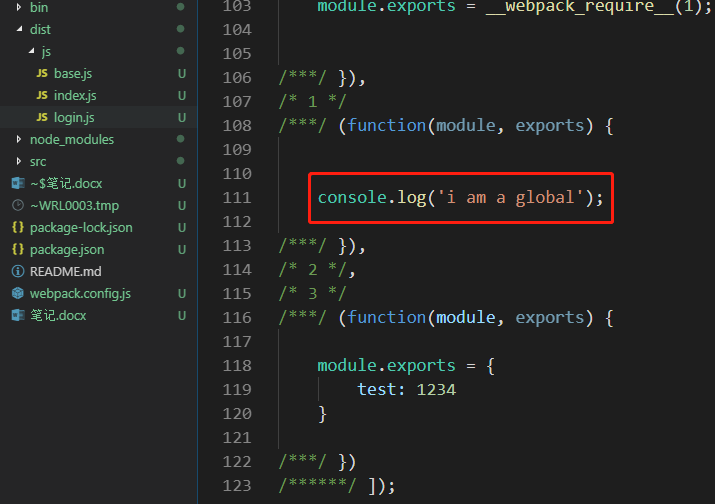 bin
dist
js
JS base.js U
JS index.js U
JS login.js U
node_modules
src
~$笔记.docx U
~WRL0003.tmp U
{} package-lock.json U
{} package.json U
README.md
webpack.config.js U
笔记.docx U
103 module.exports = __webpack_require__(1);
104
105
106 /***/ }),
107 /* 1 */
108 /***/ (function(module, exports) {
109
110
111 console.log('i am a global');
112
113 /***/ }),
114 /* 2 */,
115 /* 3 */
116 /***/ (function(module, exports) {
117
118 module.exports = {
119 test: 1234
120 }
121
122 /***/ })
123 /******/ ]);